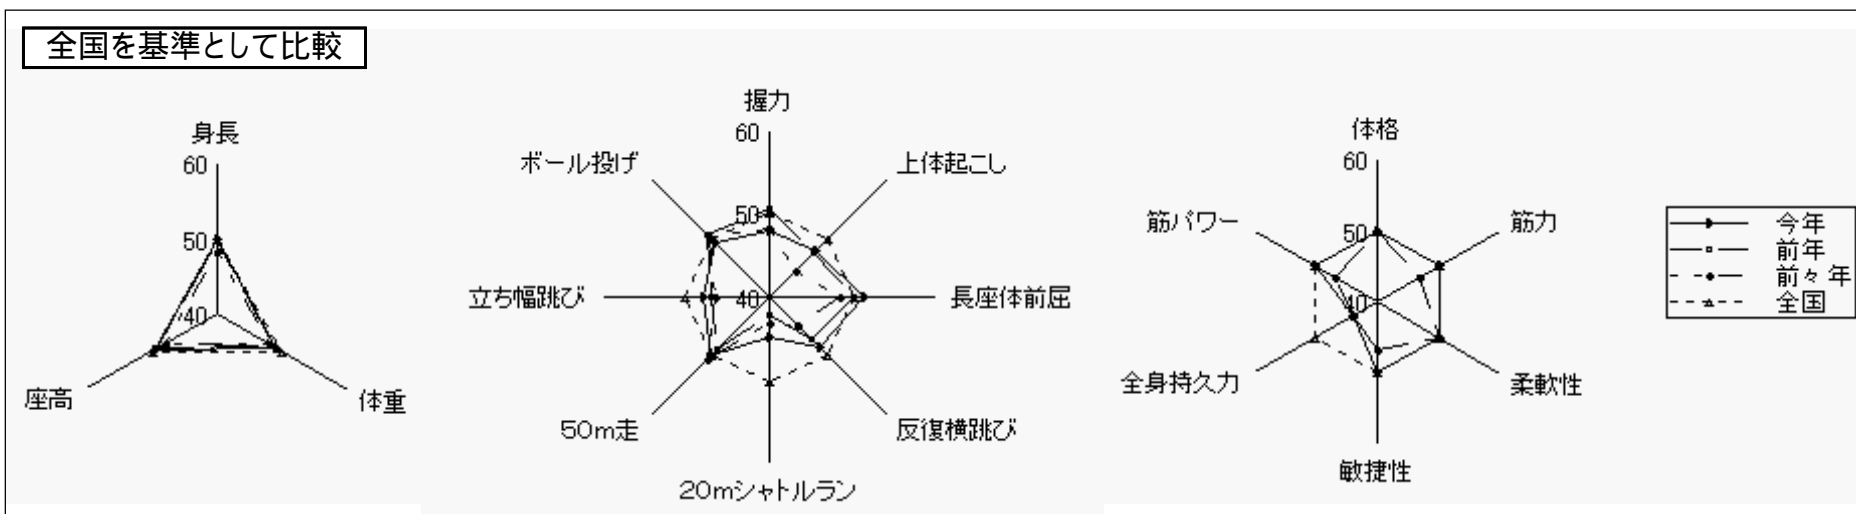 全国を基準として比較
身長
60
50
40
座高
体重
握力
60
ボール投げ
上体起こし
50
立ち幅跳び
40
長座体前屈
50m走
反復横跳び
20mシャトルラン
体格
60
筋パワー
50
筋力
40
全身持久力
柔軟性
敏捷性
今年
前年
前々年
全国